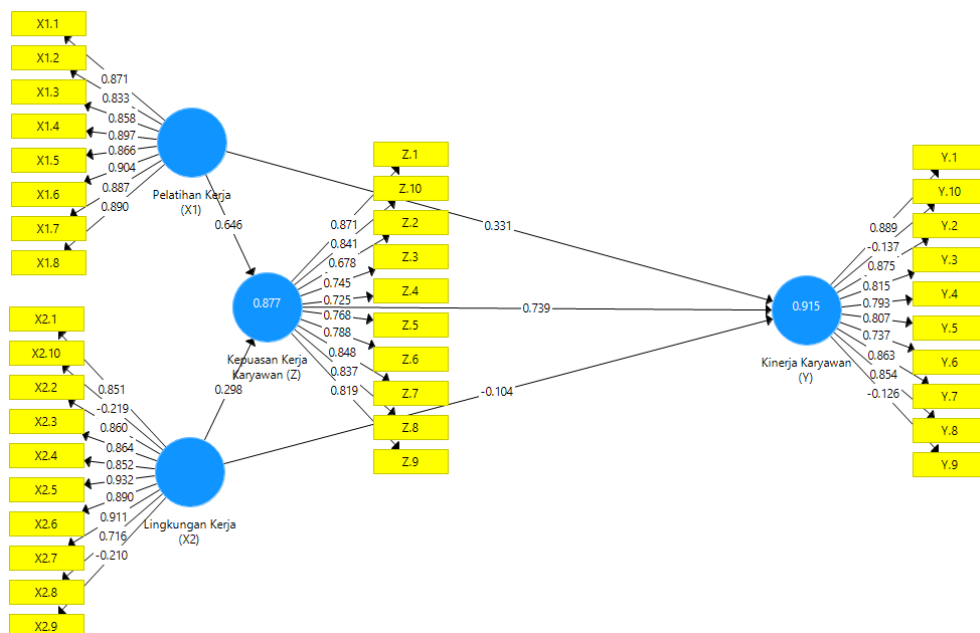 X1.1
X1.2
X1.3
X1.4
X1.5
X1.6
X1.7
X1.8
0.871
0.833
0.858
0.897
0.866
0.904
0.887
0.890
Pelatihan Kerja
(X1)
0.646
0.331
X2.1
X2.10
X2.2
X2.3
X2.4
X2.5
X2.6
X2.7
X2.8
X2.9
0.851
-0.219
0.860
0.864
0.852
0.932
0.890
0.911
0.716
-0.210
Lingkungan Kerja
(X2)
0.298
-0.104
0.877
Kepuasan Kerja
Karyawan (Z)
0.739
0.871
0.841
0.678
0.745
0.725
0.768
0.788
0.848
0.837
0.819
Z.1
Z.10
Z.2
Z.3
Z.4
Z.5
Z.6
Z.7
Z.8
Z.9
0.915
Kinerja Karyawan
(Y)
0.889
-0.137
0.875
0.815
0.793
0.807
0.737
0.863
0.854
-0.126
Y.1
Y.10
Y.2
Y.3
Y.4
Y.5
Y.6
Y.7
Y.8
Y.9